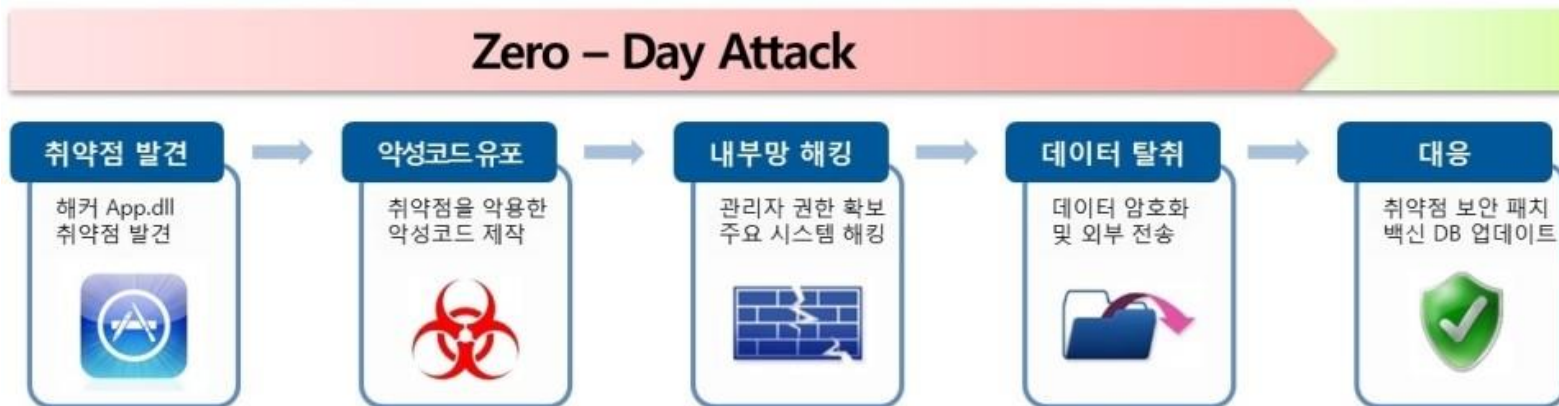 Zero – Day Attack
취약점 발견
해커 App.dll
취약점 발견
악성코드 유포
취약점을 악용한
악성코드 제작
내부망 해킹
관리자 권한 확보
주요 시스템 해킹
데이터 탈취
데이터 암호화
및 외부 전송
대응
취약점 보안 패치
백신 DB 업데이트